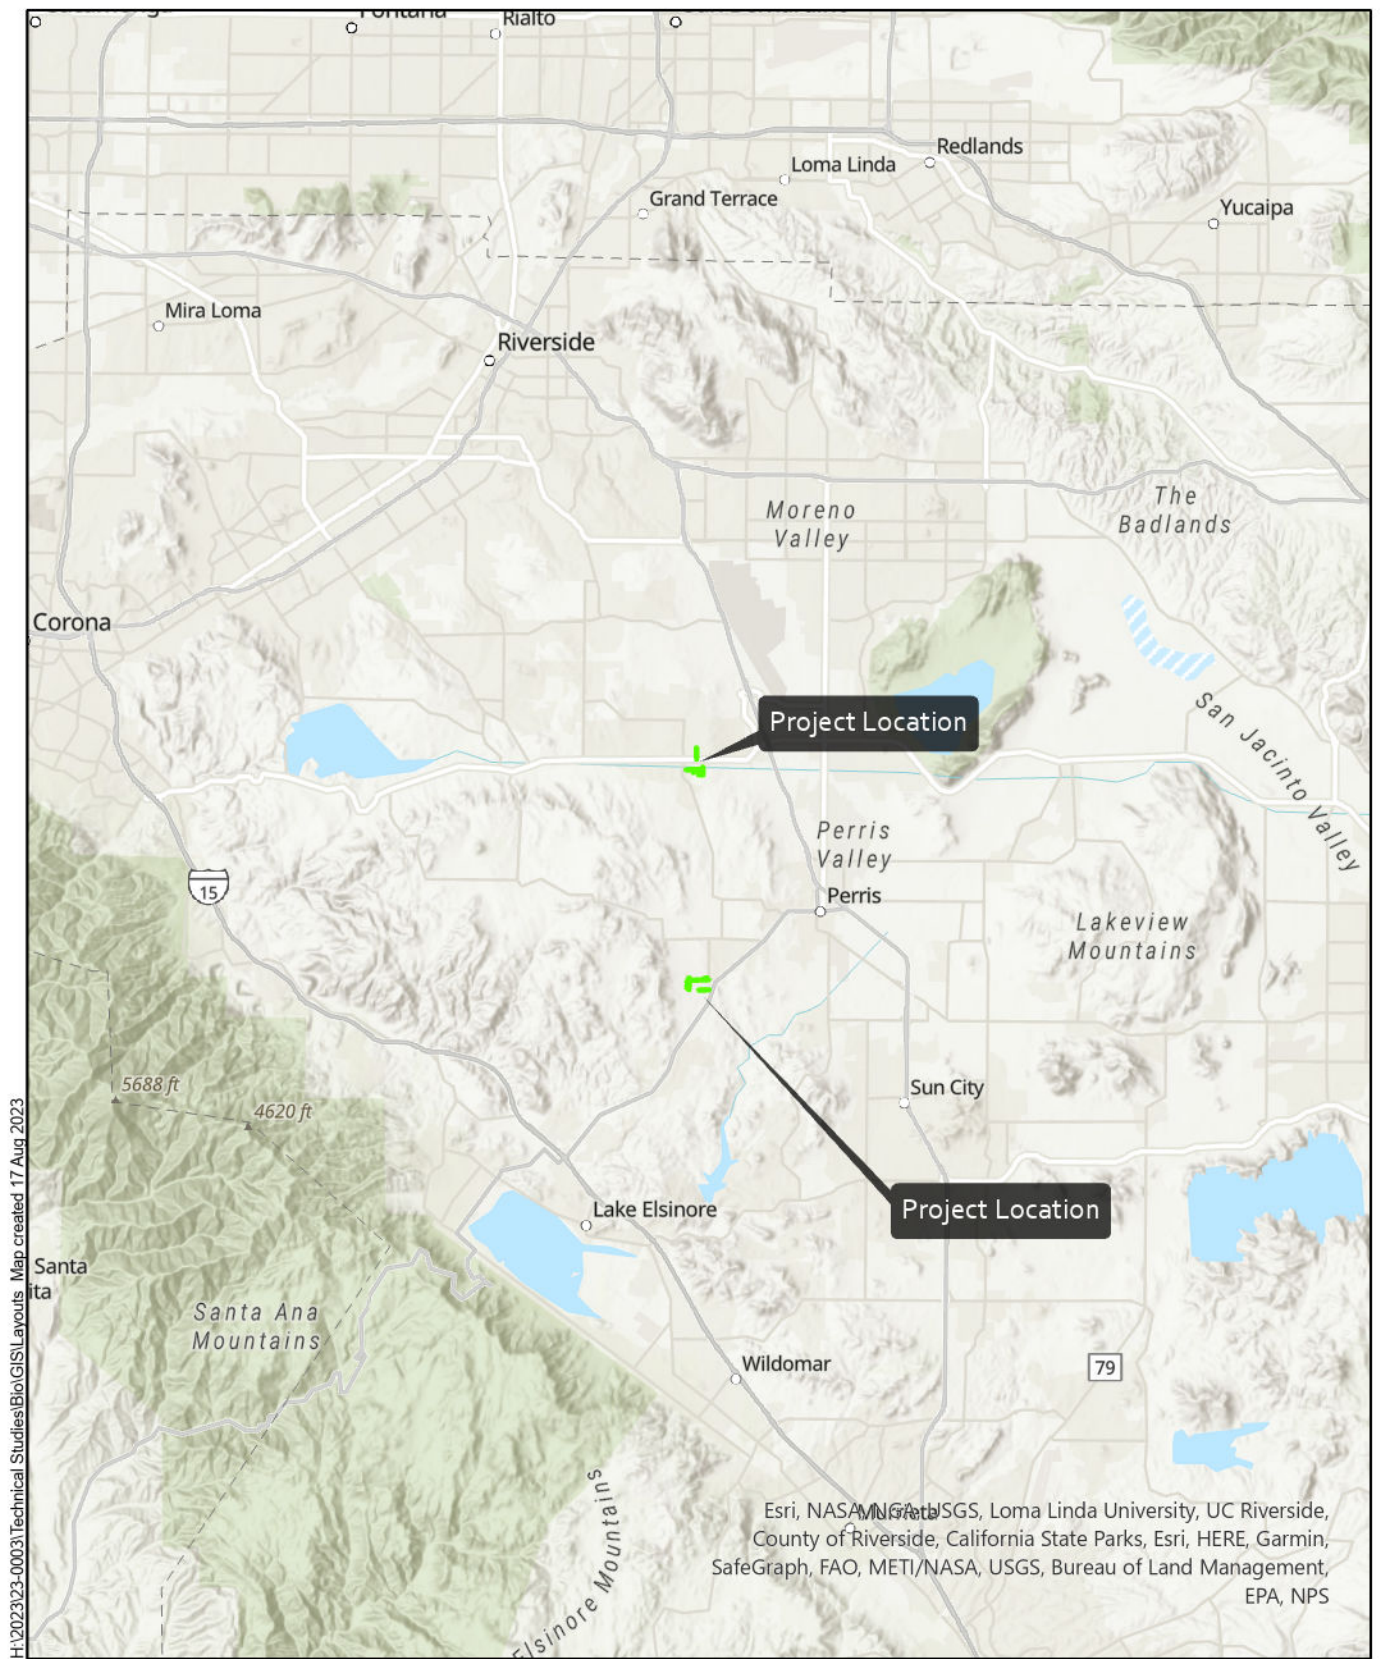 Fontana
Rialto
Redlands
Loma Linda
Grand Terrace
Yucaipa
Mira Loma
Riverside
Moreno
Valley
The
Badlands
Corona
San Jacinto Valley
Project Location
Perris
Valley
15
Perris
Lakeview
Mountains
5688 ft
4620 ft
Sun City
Project Location
Lake Elsinore
Santa
ita
Santa Ana
Mountains
Wildomar
79
Elsinore Mountains
Murrieta
Esri, NASA, NGA, USGS, Loma Linda University, UC Riverside,
County of Riverside, California State Parks, Esri, HERE, Garmin,
SafeGraph, FAO, METI/NASA, USGS, Bureau of Land Management,
EPA, NPS
H:\2023\23-0003\Technical Studies\Bio\GIS\Layouts Map created 17 Aug 2023